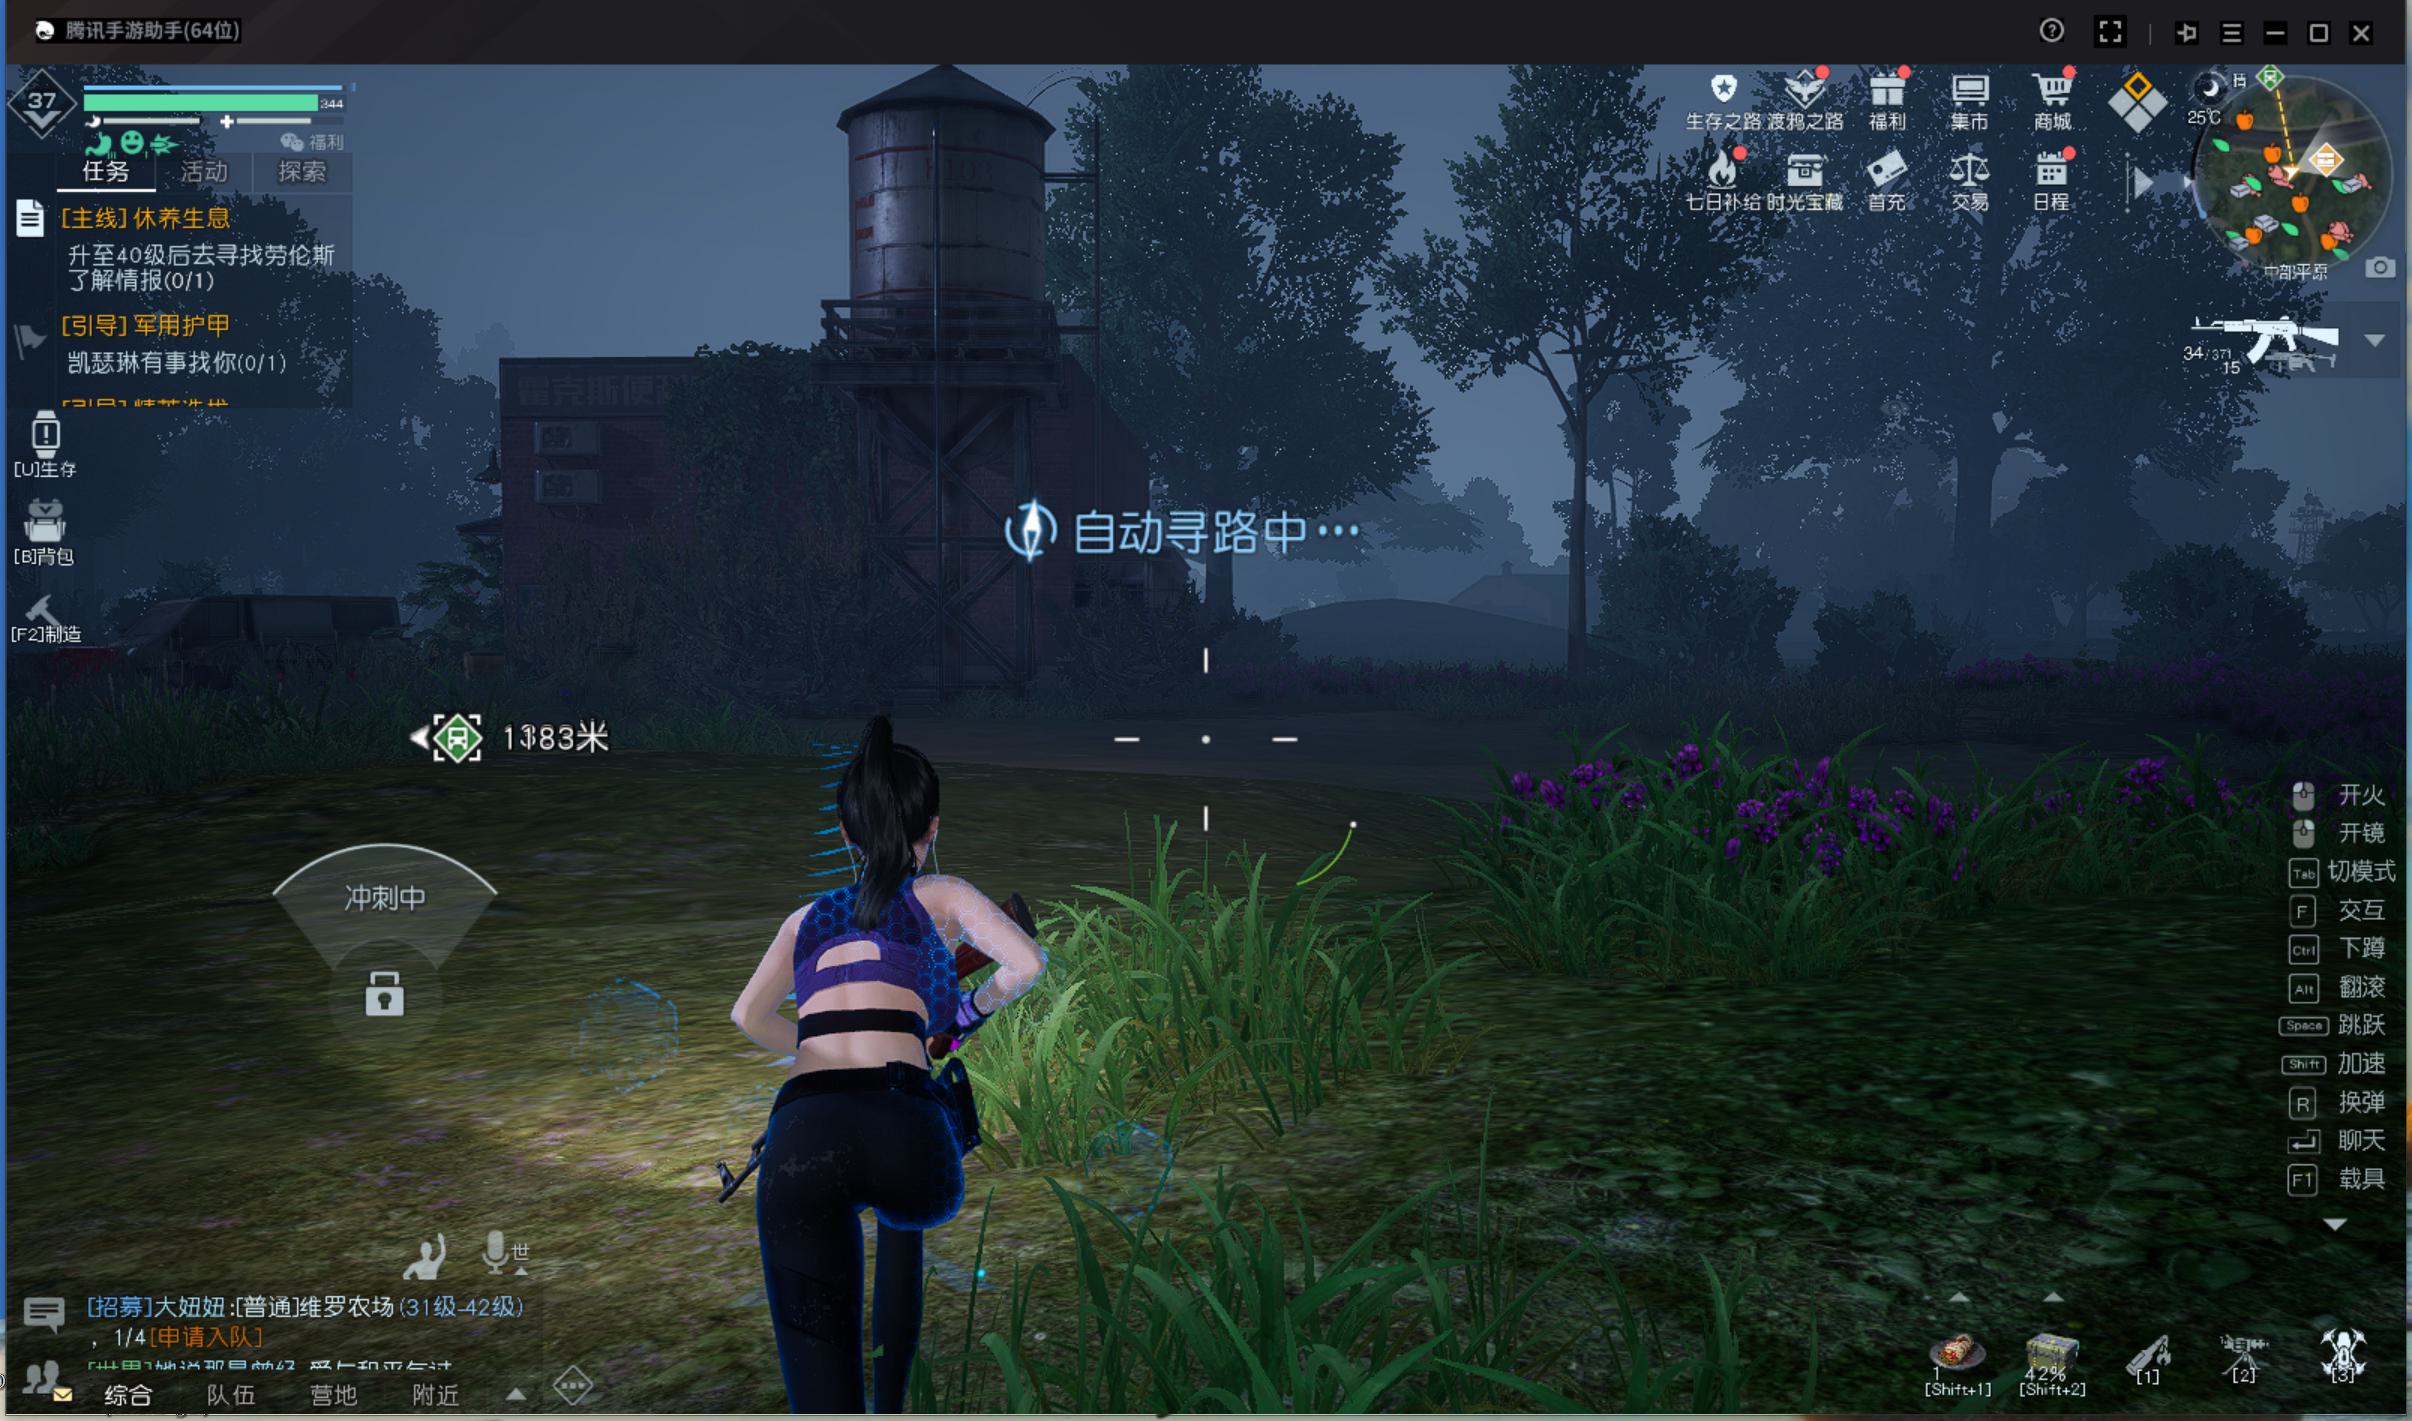 腾讯手游助手(64位)
37
344
福利
任务 活动 探索
[主线] 休养生息
升至40级后去寻找劳伦斯
了解情报(0/1)
[引导] 军用护甲
凯瑟琳有事找你(0/1)
[U]生存
[B]背包
[F2]制造
生存之路 渡鸦之路 福利 集市 商城
七日补给 时光宝藏 首充 交易 日程
25℃
中部平原
34/371
15
霍克斯便
自动寻路中···
1383米
冲刺中
开火
开镜
Tab 切模式
F 交互
Ctrl 下蹲
Alt 翻滚
Space 跳跃
Shift 加速
R 换弹
聊天
F1 载具
世
[招募]大妞妞:[普通]维罗农场(31级-42级)
，1/4[申请入队]
综合 队伍 营地 附近
1 42%
[Shift+1] [Shift+2] [1] [2] [3]